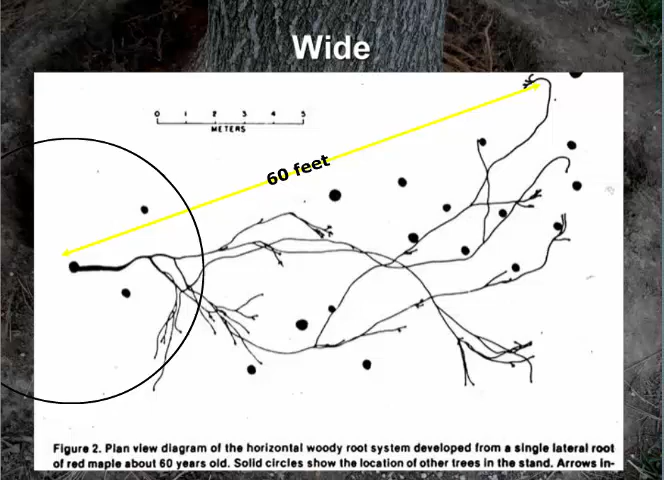 Wide
0 1 2 3 4 5
METERS
60 feet
Figure 2. Plan view diagram of the horizontal woody root system developed from a single lateral root
of red maple about 60 years old. Solid circles show the location of other trees in the stand. Arrows in-